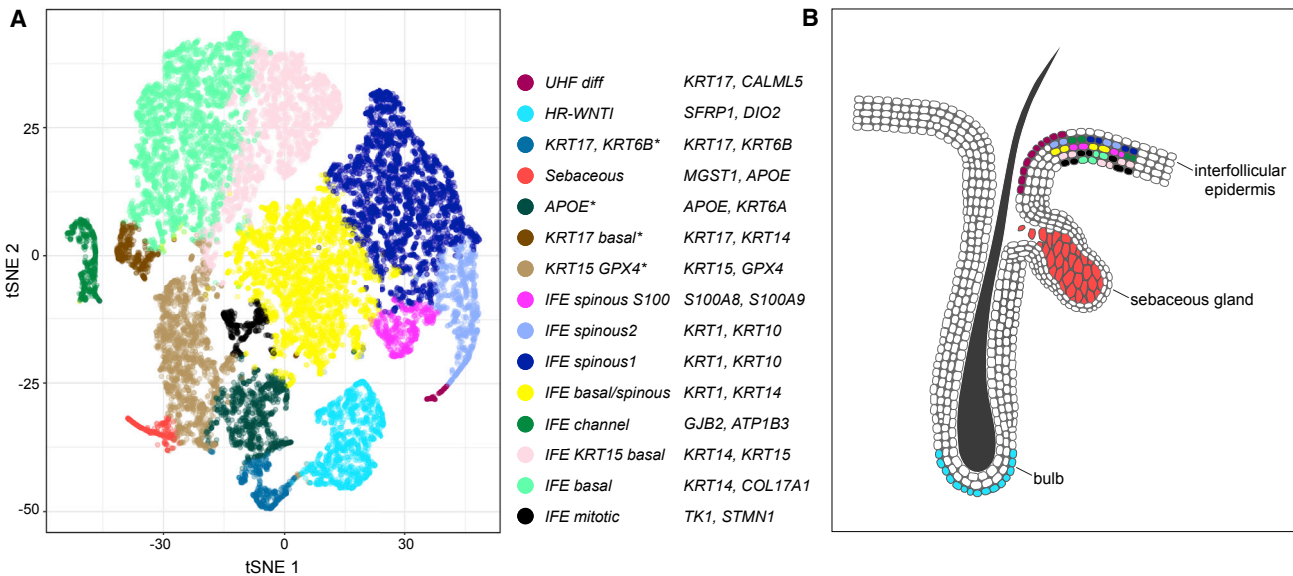 A
B
25
0
-25
-50
tSNE 2
-30
0
30
tSNE 1
UHF diff KRT17, CALML5
HR-WNTI SFRP1, DIO2
KRT17, KRT6B* KRT17, KRT6B
Sebaceous MGST1, APOE
APOE* APOE, KRT6A
KRT17 basal* KRT17, KRT14
KRT15 GPX4* KRT15, GPX4
IFE spinous S100 S100A8, S100A9
IFE spinous2 KRT1, KRT10
IFE spinous1 KRT1, KRT10
IFE basal/spinous KRT1, KRT14
IFE channel GJB2, ATP1B3
IFE KRT15 basal KRT14, KRT15
IFE basal KRT14, COL17A1
IFE mitotic TK1, STMN1
interfollicular
epidermis
sebaceous gland
bulb